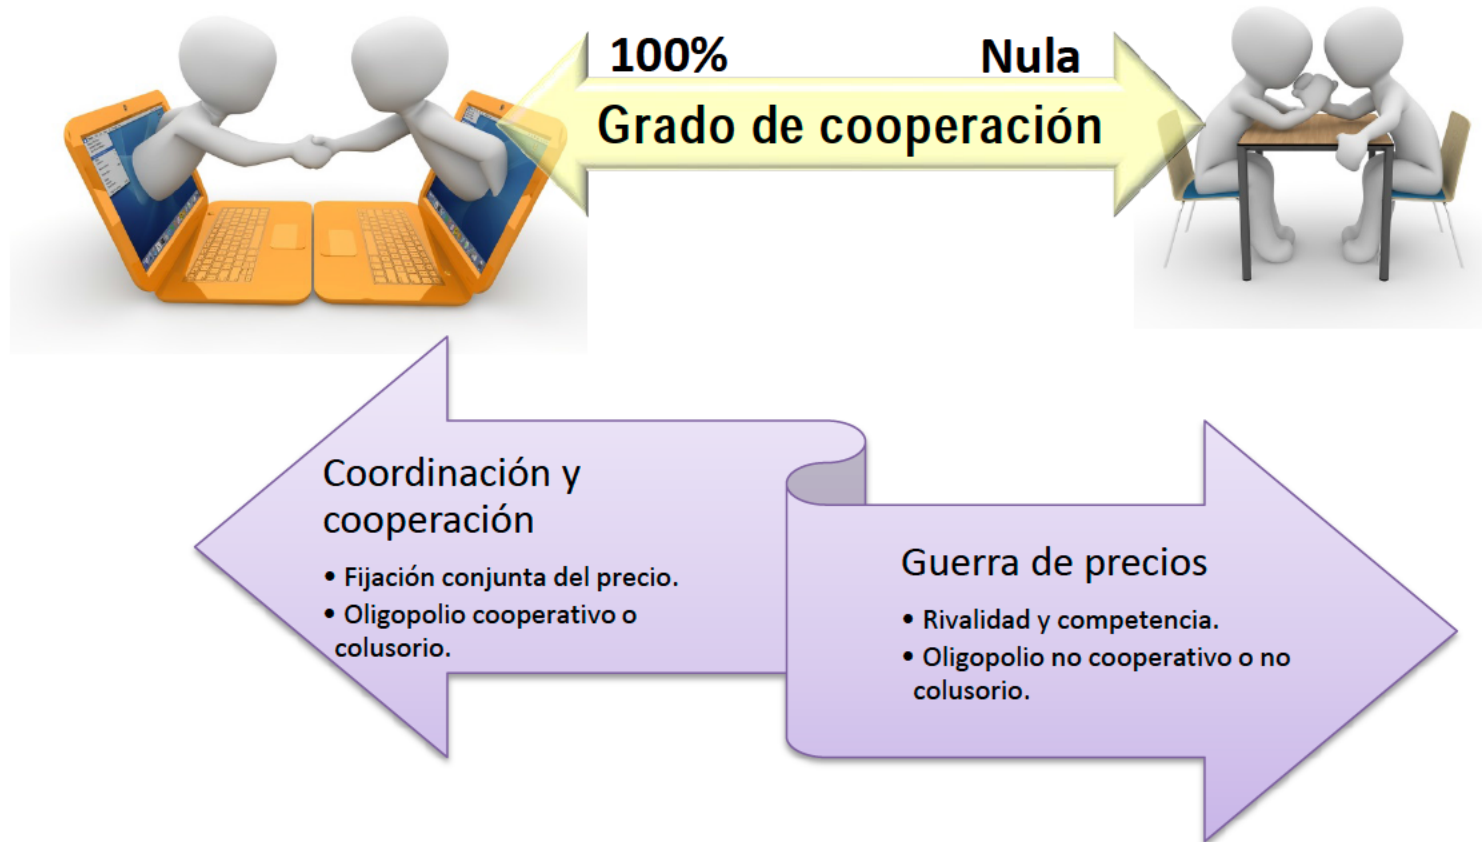 100%
Nula
Grado de cooperación
Coordinación y
cooperación
• Fijación conjunta del precio.
• Oligopolio cooperativo o
colusorio.
Guerra de precios
• Rivalidad y competencia.
• Oligopolio no cooperativo o no
colusorio.